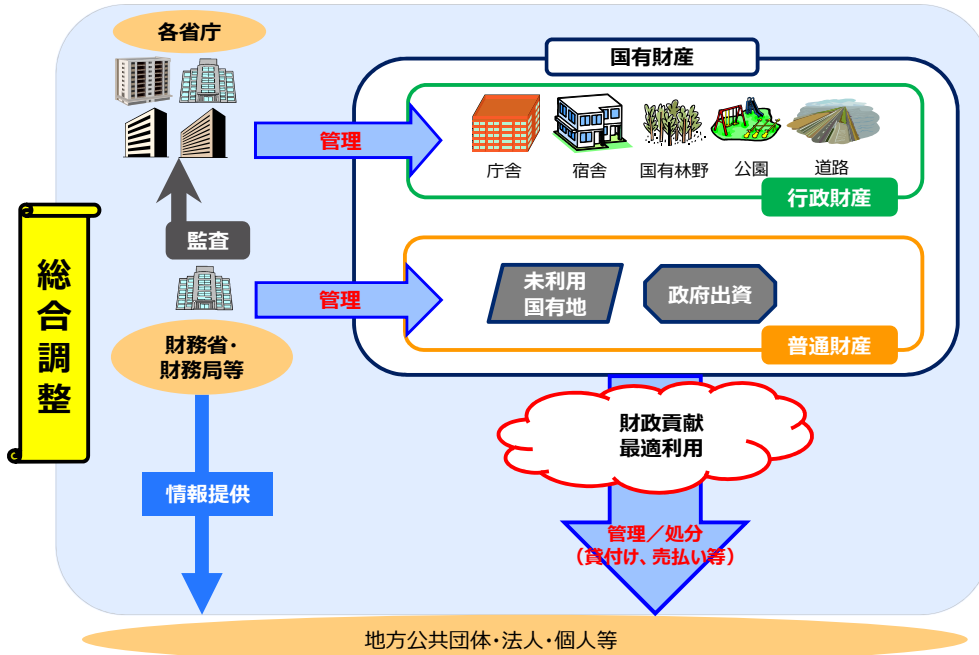 各省庁
国有財産
管理
庁舎
宿舎
国有林野
公園
道路
行政財産
監査
総合調整
管理
未利用
国有地
政府出資
普通財産
財務省・
財務局等
財政貢献
最適利用
情報提供
管理／処分
（貸付け、売払い等）
地方公共団体・法人・個人等